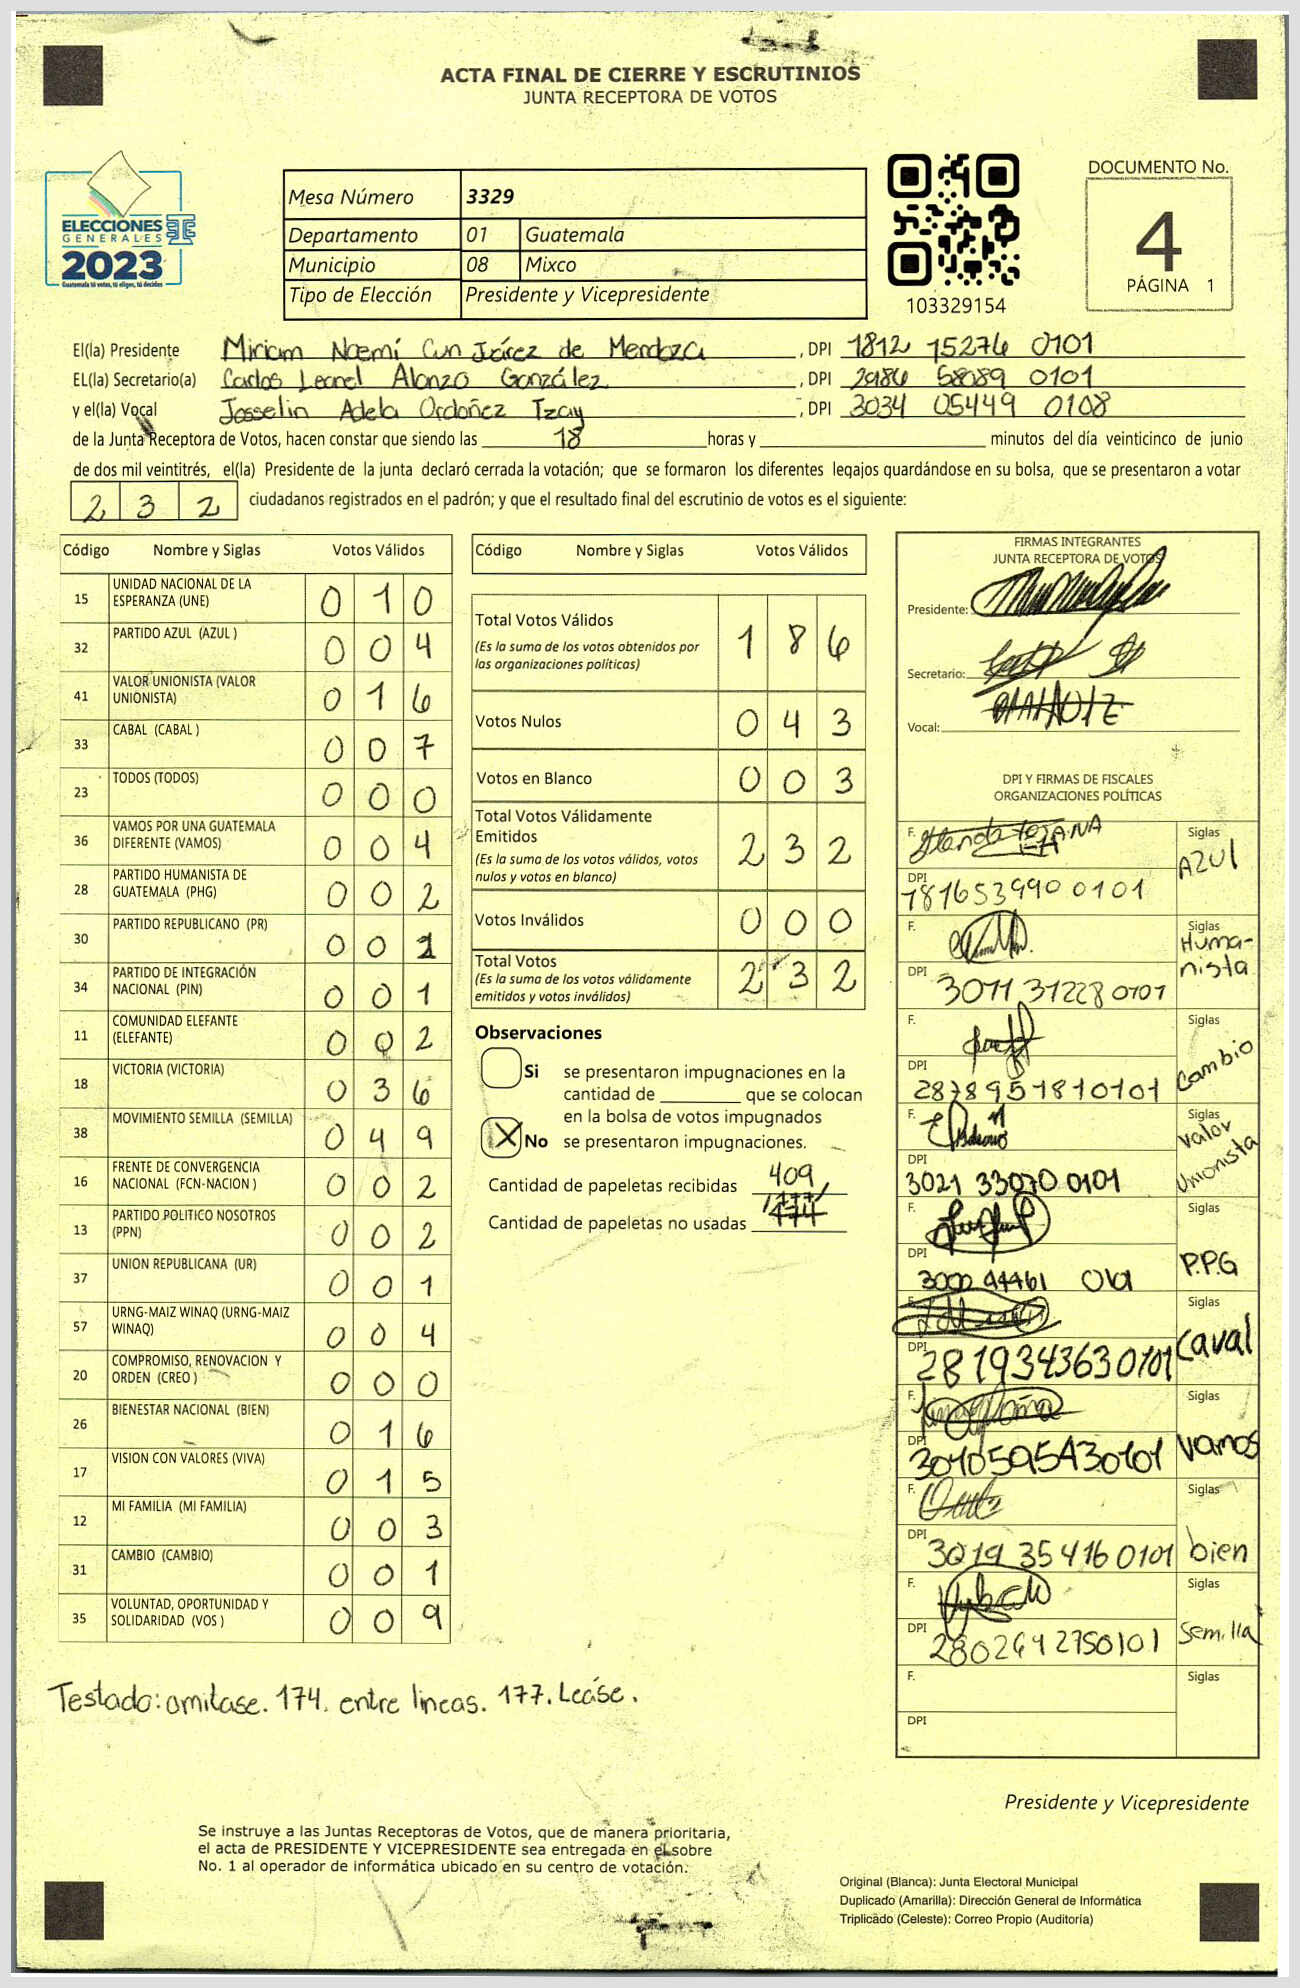 ACTA FINAL DE CIERRE Y ESCRUTINIOS
JUNTA RECEPTORA DE VOTOS
ELECCIONES
GENERALES
2023
Guatemala tú votas, tú eliges, tú decides
Mesa Número 3329
Departamento 01 Guatemala
Municipio 08 Mixco
Tipo de Elección Presidente y Vicepresidente
103329154
DOCUMENTO No.
4
PÁGINA 1
El(la) Presidente Miriam Noemí Cun Juárez de Mendoza, DPI 1812 15276 0101
EL(la) Secretario(a) Carlos Leonel Alonzo González, DPI 2986 58089 0101
y el(la) Vocal Josselin Adela Ordoñez Tzay, DPI 3034 05449 0108
de la Junta Receptora de Votos, hacen constar que siendo las 18 horas y minutos del día veinticinco de junio
de dos mil veintitrés, el(la) Presidente de la junta declaró cerrada la votación; que se formaron los diferentes legajos guardándose en su bolsa, que se presentaron a votar
2 3 2 ciudadanos registrados en el padrón; y que el resultado final del escrutinio de votos es el siguiente:
Código Nombre y Siglas Votos Válidos
15 UNIDAD NACIONAL DE LA ESPERANZA (UNE) 0 1 0
32 PARTIDO AZUL (AZUL ) 0 0 4
41 VALOR UNIONISTA (VALOR UNIONISTA) 0 1 6
33 CABAL (CABAL ) 0 0 7
23 TODOS (TODOS) 0 0 0
36 VAMOS POR UNA GUATEMALA DIFERENTE (VAMOS) 0 0 4
28 PARTIDO HUMANISTA DE GUATEMALA (PHG) 0 0 2
30 PARTIDO REPUBLICANO (PR) 0 0
34 PARTIDO DE INTEGRACIÓN NACIONAL (PIN) 0 0 1
11 COMUNIDAD ELEFANTE (ELEFANTE) 0 0 2
18 VICTORIA (VICTORIA) 0 3 6
38 MOVIMIENTO SEMILLA (SEMILLA) 0 4 9
16 FRENTE DE CONVERGENCIA NACIONAL (FCN-NACION ) 0 0 2
13 PARTIDO POLITICO NOSOTROS (PPN) 0 0 2
37 UNION REPUBLICANA (UR) 0 0 1
57 URNG-MAIZ WINAQ (URNG-MAIZ WINAQ) 0 0 4
20 COMPROMISO, RENOVACION Y ORDEN (CREO ) 0 0 0
26 BIENESTAR NACIONAL (BIEN) 0 1 6
17 VISION CON VALORES (VIVA) 0 1 5
12 MI FAMILIA (MI FAMILIA) 0 0 3
31 CAMBIO (CAMBIO) 0 0 1
35 VOLUNTAD, OPORTUNIDAD Y SOLIDARIDAD (VOS ) 0 0 9
Código Nombre y Siglas Votos Válidos
Total Votos Válidos 1 8 6
(Es la suma de los votos obtenidos por
las organizaciones políticas)
Votos Nulos 0 4 3
Votos en Blanco 0 0 3
Total Votos Válidamente
Emitidos 2 3 2
(Es la suma de los votos válidos, votos
nulos y votos en blanco)
Votos Inválidos 0 0 0
Total Votos 2 3 2
(Es la suma de los votos válidamente
emitidos y votos inválidos)
Observaciones
Si se presentaron impugnaciones en la
cantidad de que se colocan
en la bolsa de votos impugnados
X No se presentaron impugnaciones.
Cantidad de papeletas recibidas 409
177
Cantidad de papeletas no usadas 174
FIRMAS INTEGRANTES
JUNTA RECEPTORA DE VOTOS
Presidente:
Secretario:
Vocal:
DPI Y FIRMAS DE FISCALES
ORGANIZACIONES POLÍTICAS
F. Siglas AZUL
DPI 181653990 0101
F. Siglas Huma-
nista
DPI 3011 31228 0101
F. Siglas Cambio
DPI 2878951810101
F. Siglas Valor
Unionista
DPI 3021 33070 0101
F. Siglas P.P.G
DPI 3000 94461
F. Siglas Caval
DPI 2819343630101
F. Siglas Vamos
DPI 3040595430101
F. Siglas bien
DPI 3019 35416 0101
F. Siglas Semilla
DPI 2802692750101
F. Siglas
DPI
Testado: omitase. 174. entre lineas. 177. Lease.
Presidente y Vicepresidente
Se instruye a las Juntas Receptoras de Votos, que de manera prioritaria,
el acta de PRESIDENTE Y VICEPRESIDENTE sea entregada en el sobre
No. 1 al operador de informática ubicado en su centro de votación.
Original (Blanca): Junta Electoral Municipal
Duplicado (Amarilla): Dirección General de Informática
Triplicado (Celeste): Correo Propio (Auditoría)